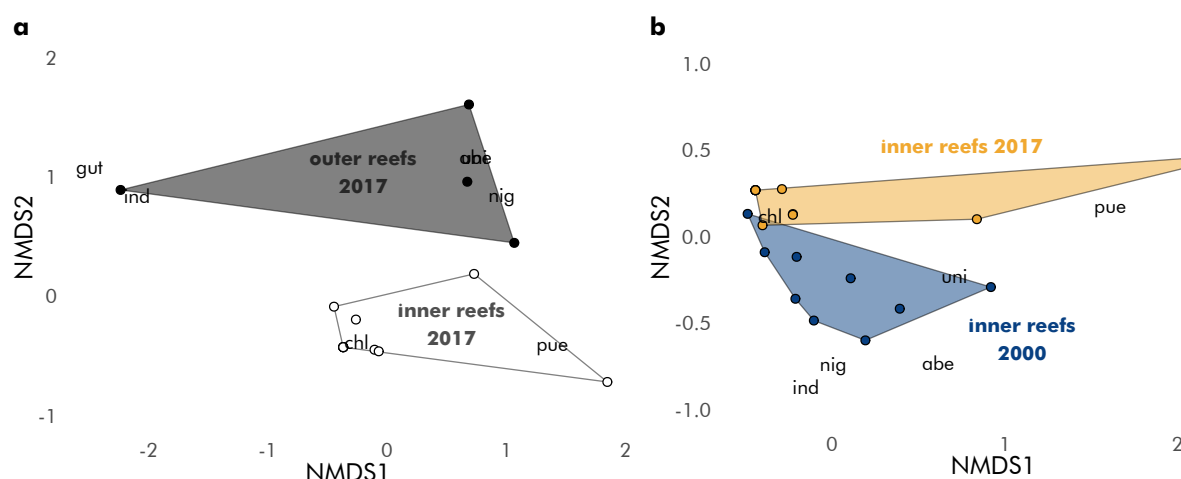 a
2
1
0
-1
NMDS2
-2
-1
0
1
2
NMDS1
gut
ind
outer reefs
2017
abe
uni
nig
inner reefs
2017
chl
pue
b
1.0
0.5
0.0
-0.5
-1.0
NMDS2
0
1
2
NMDS1
inner reefs 2017
chl
pue
uni
inner reefs
2000
nig
abe
ind